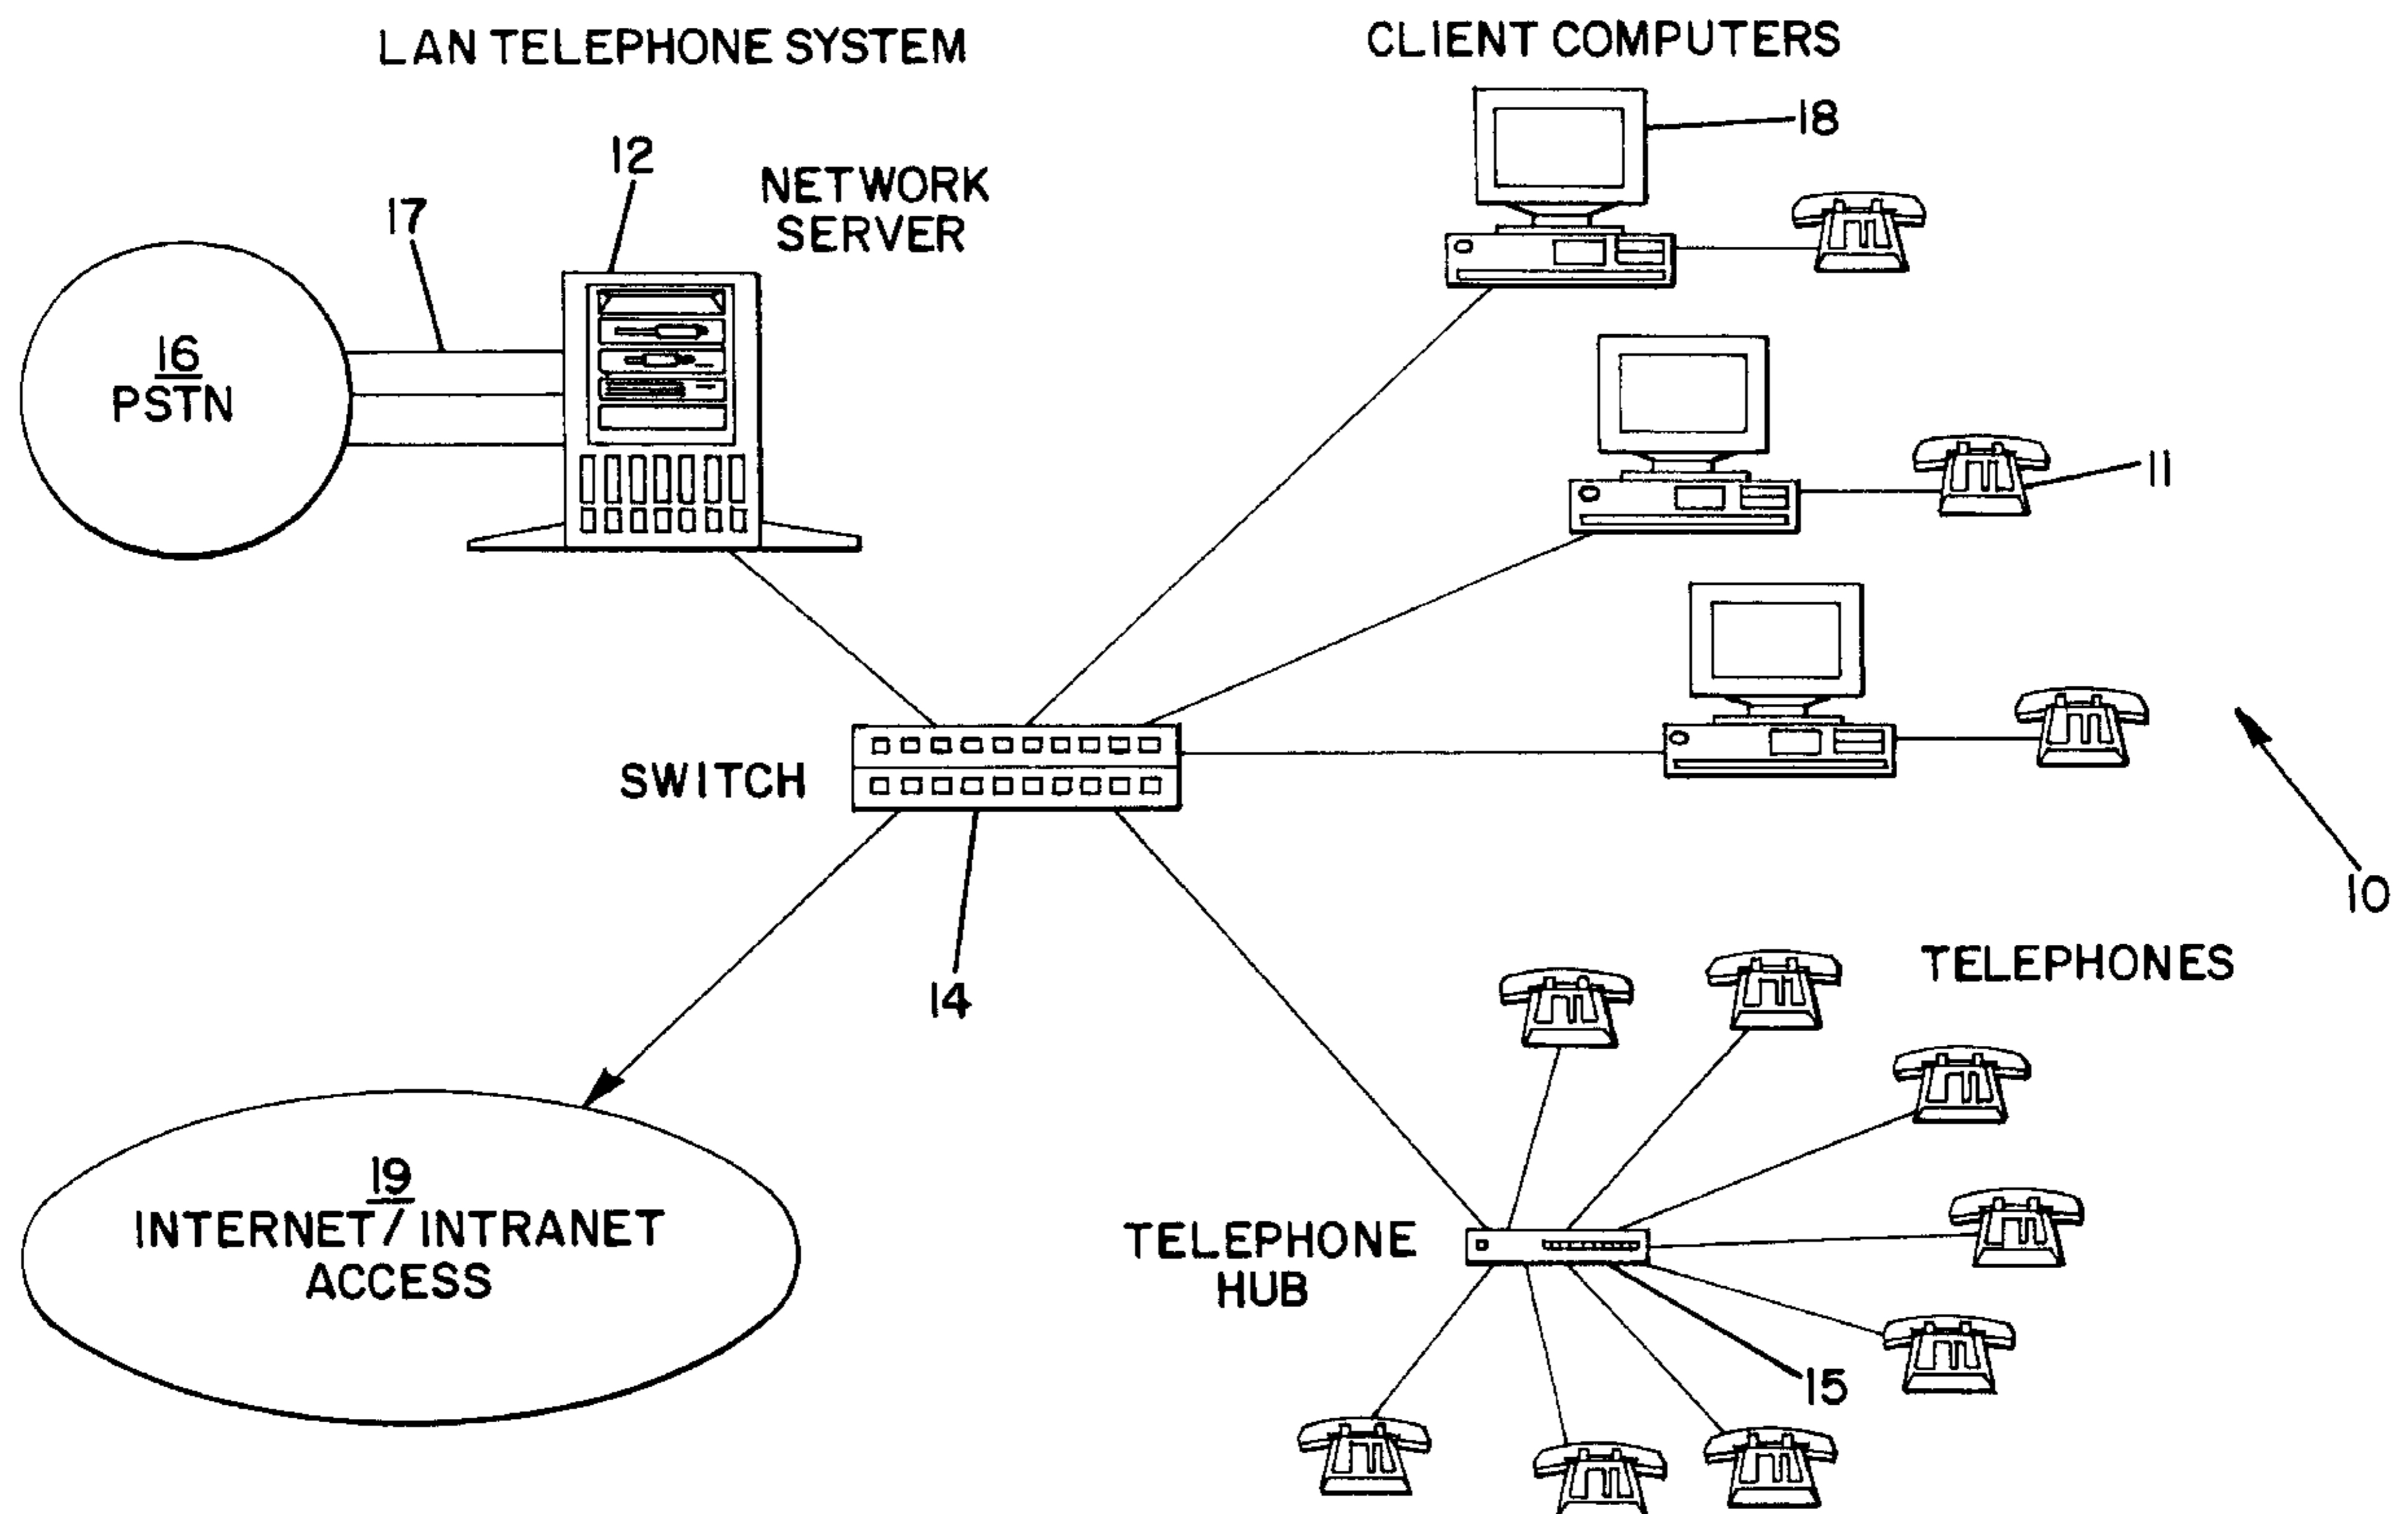 LAN TELEPHONE SYSTEM
CLIENT COMPUTERS
18
12
NETWORK
SERVER
17
16
PSTN
11
SWITCH
10
14
TELEPHONES
19
INTERNET/INTRANET
ACCESS
TELEPHONE
HUB
15